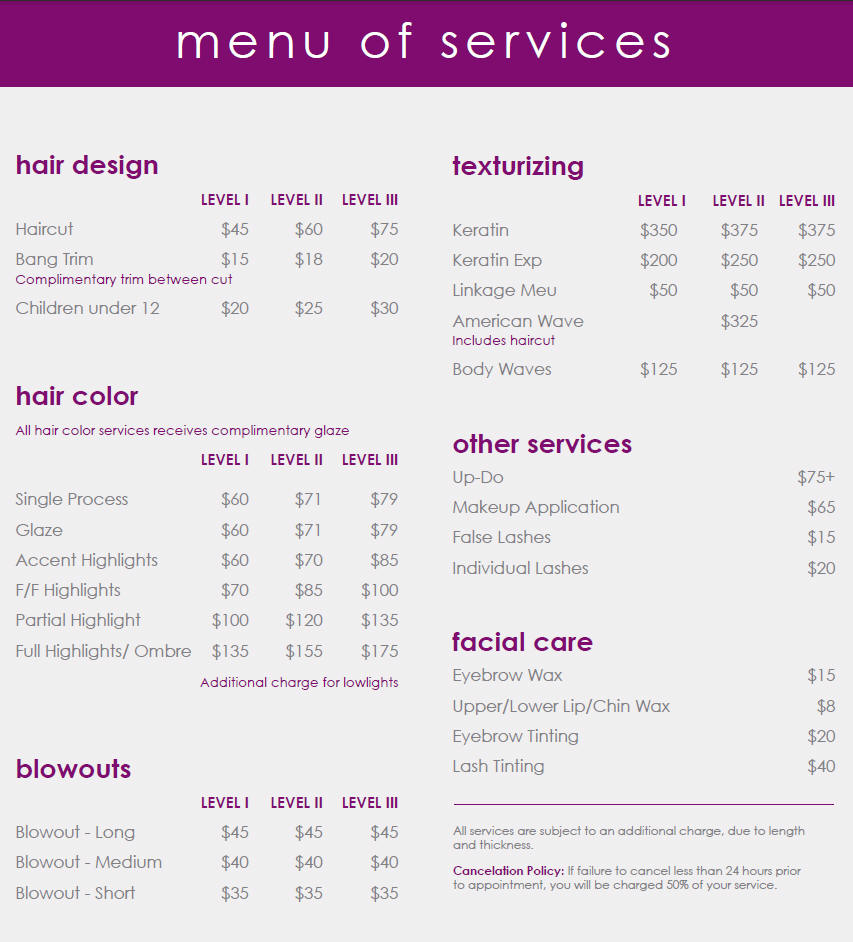 menu of services
hair design
LEVEL I LEVEL II LEVEL III
Haircut $45 $60 $75
Bang Trim $15 $18 $20
Complimentary trim between cut
Children under 12 $20 $25 $30
hair color
All hair color services receives complimentary glaze
LEVEL I LEVEL II LEVEL III
Single Process $60 $71 $79
Glaze $60 $71 $79
Accent Highlights $60 $70 $85
F/F Highlights $70 $85 $100
Partial Highlight $100 $120 $135
Full Highlights/ Ombre $135 $155 $175
Additional charge for lowlights
blowouts
LEVEL I LEVEL II LEVEL III
Blowout - Long $45 $45 $45
Blowout - Medium $40 $40 $40
Blowout - Short $35 $35 $35
texturizing
LEVEL I LEVEL II LEVEL III
Keratin $350 $375 $375
Keratin Exp $200 $250 $250
Linkage Meu $50 $50 $50
American Wave $325
Includes haircut
Body Waves $125 $125 $125
other services
Up-Do $75+
Makeup Application $65
False Lashes $15
Individual Lashes $20
facial care
Eyebrow Wax $15
Upper/Lower Lip/Chin Wax $8
Eyebrow Tinting $20
Lash Tinting $40
All services are subject to an additional charge, due to length
and thickness.
Cancelation Policy: If failure to cancel less than 24 hours prior
to appointment, you will be charged 50% of your service.